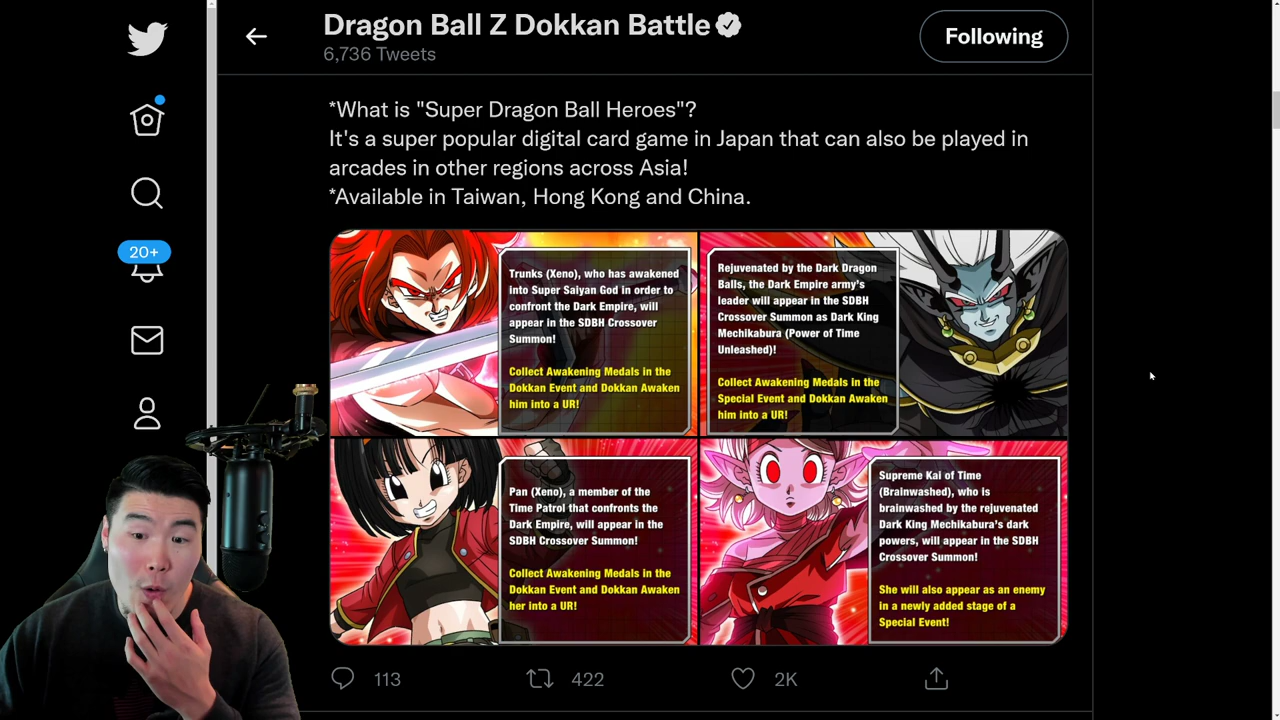 Dragon Ball Z Dokkan Battle
6,736 Tweets
Following
*What is "Super Dragon Ball Heroes"?
It's a super popular digital card game in Japan that can also be played in
arcades in other regions across Asia!
*Available in Taiwan, Hong Kong and China.
20+
Trunks (Xeno), who has awakened
into Super Saiyan God in order to
confront the Dark Empire, will
appear in the SDBH Crossover
Summon!
Collect Awakening Medals in the
Dokkan Event and Dokkan Awaken
him into a UR!
Rejuvenated by the Dark Dragon
Balls, the Dark Empire army's
leader will appear in the SDBH
Crossover Summon as Dark King
Mechikabura (Power of Time
Unleashed)!
Collect Awakening Medals in the
Special Event and Dokkan Awaken
him into a UR!
Pan (Xeno), a member of the
Time Patrol that confronts the
Dark Empire, will appear in the
SDBH Crossover Summon!
Collect Awakening Medals in the
Dokkan Event and Dokkan Awaken
her into a UR!
Supreme Kai of Time
(Brainwashed), who is
brainwashed by the rejuvenated
Dark King Mechikabura's dark
powers, will appear in the SDBH
Crossover Summon!
She will also appear as an enemy
in a newly added stage of a
Special Event!
113
422
2K